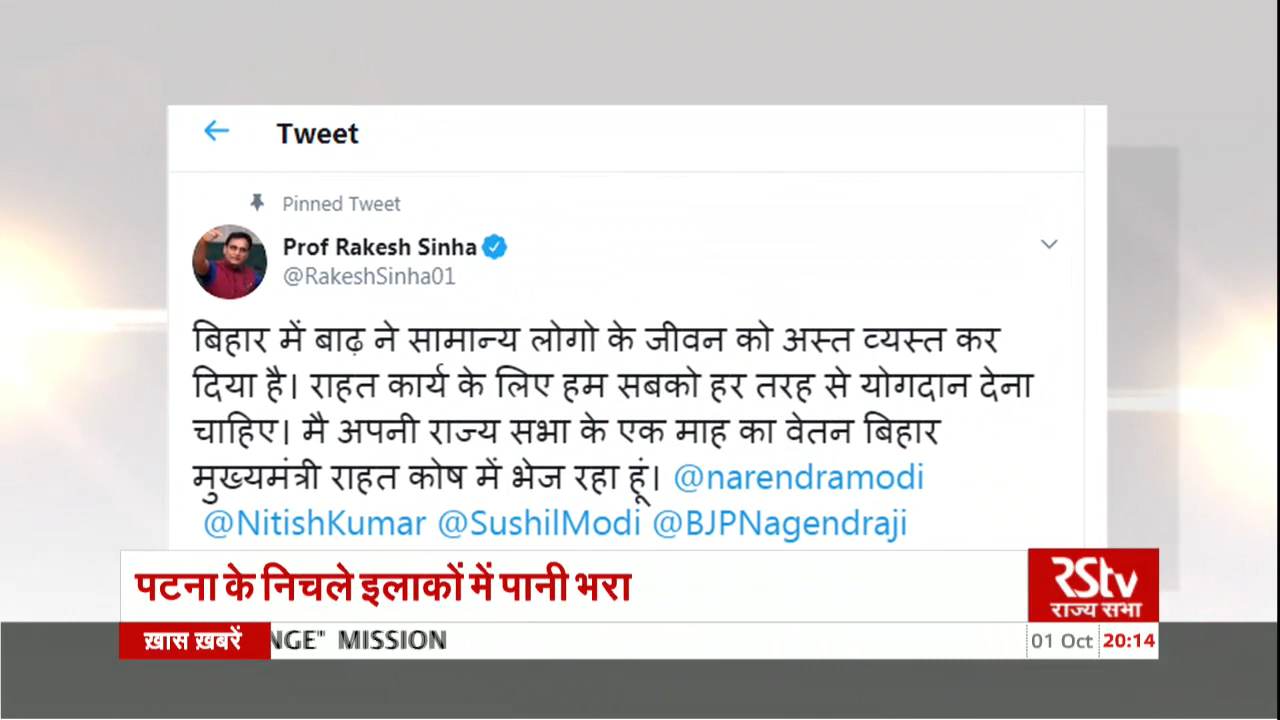 Tweet
Pinned Tweet
Prof Rakesh Sinha
@RakeshSinha01
बिहार में बाढ़ ने सामान्य लोगो के जीवन को अस्त व्यस्त कर
दिया है। राहत कार्य के लिए हम सबको हर तरह से योगदान देना
चाहिए। मै अपनी राज्य सभा के एक माह का वेतन बिहार
मुख्यमंत्री राहत कोष में भेज रहा हूं। @narendramodi
@NitishKumar @SushilModi @BJPNagendraji
पटना के निचले इलाकों में पानी भरा
RStv
राज्य सभा
ख़ास ख़बरें NGE" MISSION
01 Oct 20:14